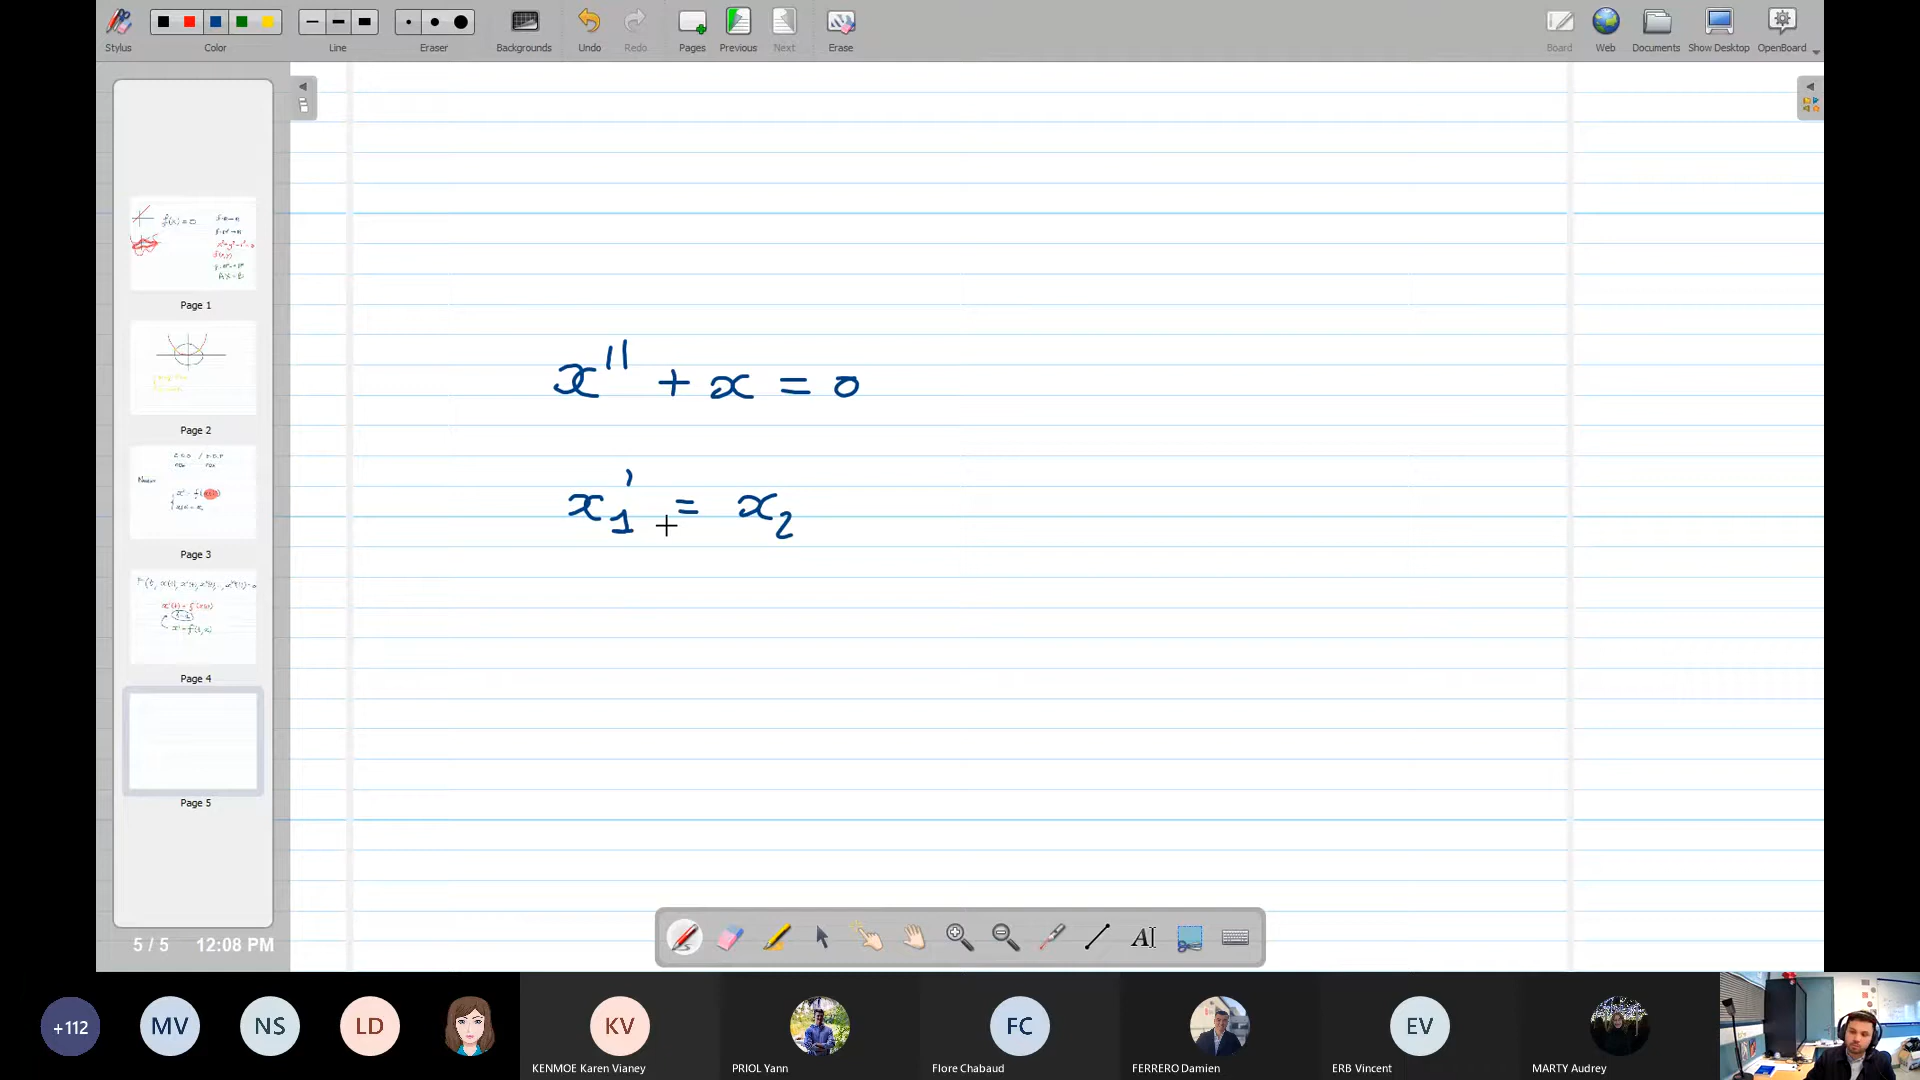 Stylus Color Line Eraser Backgrounds Undo Redo Pages Previous Next Erase Board Web Documents Show Desktop OpenBoard
Page 1
Page 2
Page 3
Page 4
Page 5
x'' + x = 0
x₁' = x₂
5 / 5 12:08 PM
+112 MV NS LD KV FC EV
KENMOE Karen Vianey PRIOL Yann Flore Chabaud FERRERO Damien ERB Vincent MARTY Audrey